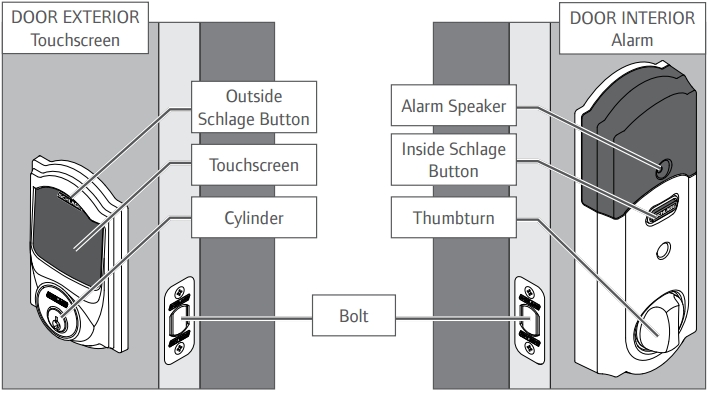 DOOR EXTERIOR
Touchscreen
Outside
Schlage Button
Touchscreen
Cylinder
Bolt
DOOR INTERIOR
Alarm
Alarm Speaker
Inside Schlage
Button
Thumbturn